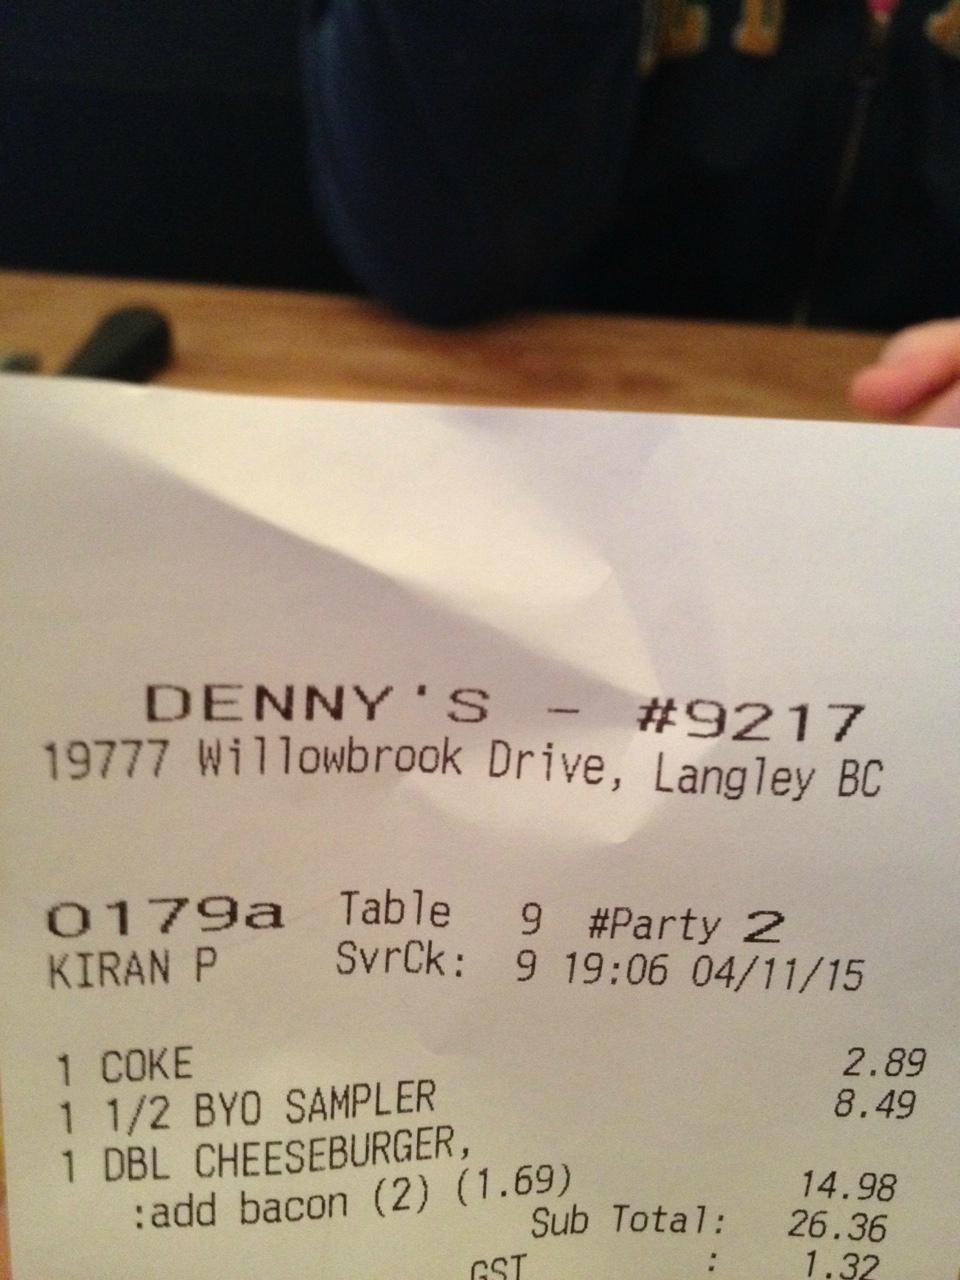 DENNY'S - #9217
19777 Willowbrook Drive, Langley BC
0179a Table 9 #Party 2
KIRAN P SvrCk: 9 19:06 04/11/15
1 COKE 2.89
1 1/2 BYO SAMPLER 8.49
1 DBL CHEESEBURGER,
:add bacon (2) (1.69) 14.98
Sub Total: 26.36
GST : 1.32